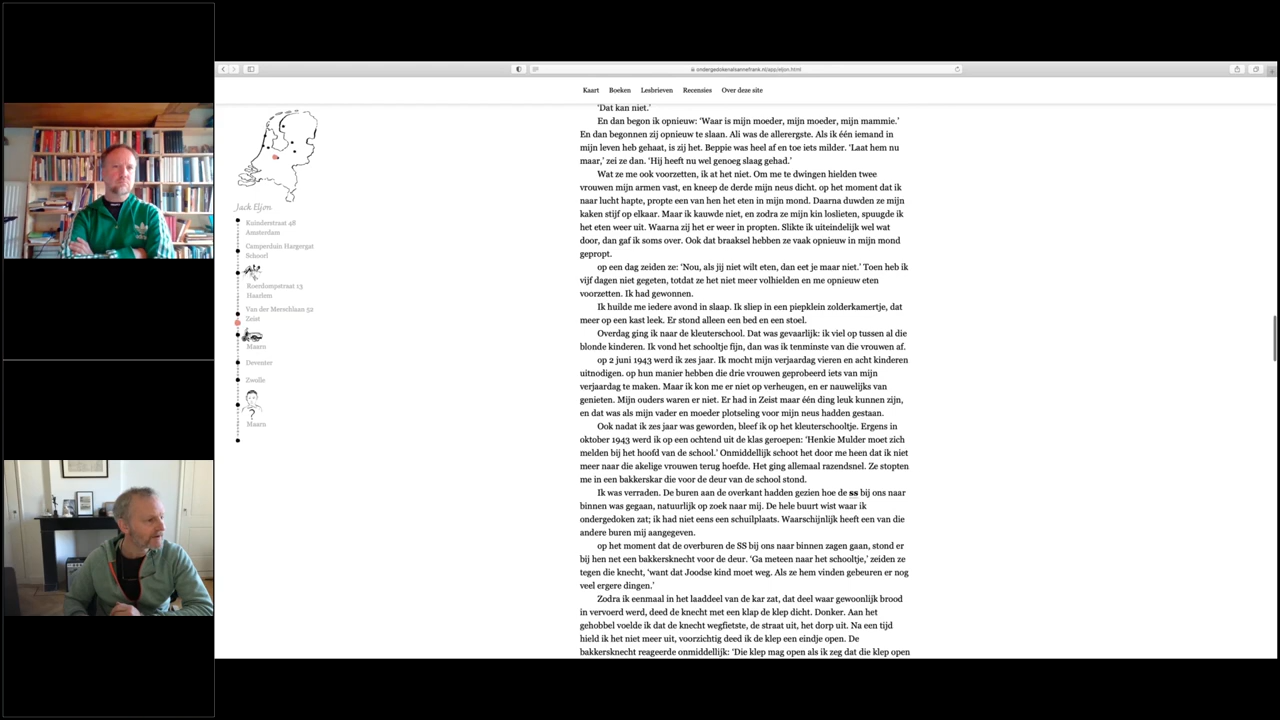 ondergedokenalsannefrank.nl/app/eljon.html
Kaart Boeken Lesbrieven Recensies Over deze site
Jack Eljon
Kuinderstraat 48
Amsterdam
Camperduin Hargergat
Schoorl
Roerdompstraat 13
Haarlem
Van der Merschlaan 52
Zeist
Maarn
Deventer
Zwolle
?
Maarn
‘Dat kan niet.’
En dan begon ik opnieuw: ‘Waar is mijn moeder, mijn moeder, mijn mammie.’
En dan begonnen zij opnieuw te slaan. Ali was de allerergste. Als ik één iemand in
mijn leven heb gehaat, is zij het. Beppie was heel af en toe iets milder. ‘Laat hem nu
maar,’ zei ze dan. ‘Hij heeft nu wel genoeg slaag gehad.’
Wat ze me ook voorzetten, ik at het niet. Om me te dwingen hielden twee
vrouwen mijn armen vast, en kneep de derde mijn neus dicht. op het moment dat ik
naar lucht hapte, propte een van hen het eten in mijn mond. Daarna duwden ze mijn
kaken stijf op elkaar. Maar ik kauwde niet, en zodra ze mijn kin loslieten, spuugde ik
het eten weer uit. Waarna zij het er weer in propten. Slikte ik uiteindelijk wel wat
door, dan gaf ik soms over. Ook dat braaksel hebben ze vaak opnieuw in mijn mond
gepropt.
op een dag zeiden ze: ‘Nou, als jij niet wilt eten, dan eet je maar niet.’ Toen heb ik
vijf dagen niet gegeten, totdat ze het niet meer volhielden en me opnieuw eten
voorzetten. Ik had gewonnen.
Ik huilde me iedere avond in slaap. Ik sliep in een piepklein zolderkamertje, dat
meer op een kast leek. Er stond alleen een bed en een stoel.
Overdag ging ik naar de kleuterschool. Dat was gevaarlijk: ik viel op tussen al die
blonde kinderen. Ik vond het schooltje fijn, dan was ik tenminste van die vrouwen af.
op 2 juni 1943 werd ik zes jaar. Ik mocht mijn verjaardag vieren en acht kinderen
uitnodigen. op hun manier hebben die drie vrouwen geprobeerd iets van mijn
verjaardag te maken. Maar ik kon me er niet op verheugen, en er nauwelijks van
genieten. Mijn ouders waren er niet. Er had in Zeist maar één ding leuk kunnen zijn,
en dat was als mijn vader en moeder plotseling voor mijn neus hadden gestaan.
Ook nadat ik zes jaar was geworden, bleef ik op het kleuterschooltje. Ergens in
oktober 1943 werd ik op een ochtend uit de klas geroepen: ‘Henkie Mulder moet zich
melden bij het hoofd van de school.’ Onmiddellijk schoot het door me heen dat ik niet
meer naar die akelige vrouwen terug hoefde. Het ging allemaal razendsnel. Ze stopten
me in een bakkerskar die voor de deur van de school stond.
Ik was verraden. De buren aan de overkant hadden gezien hoe de ss bij ons naar
binnen was gegaan, natuurlijk op zoek naar mij. De hele buurt wist waar ik
ondergedoken zat; ik had niet eens een schuilplaats. Waarschijnlijk heeft een van die
andere buren mij aangegeven.
op het moment dat de overburen de SS bij ons naar binnen zagen gaan, stond er
bij hen net een bakkersknecht voor de deur. ‘Ga meteen naar het schooltje,’ zeiden ze
tegen die knecht, ‘want dat Joodse kind moet weg. Als ze hem vinden gebeuren er nog
veel ergere dingen.’
Zodra ik eenmaal in het laaddeel van de kar zat, dat deel waar gewoonlijk brood
in vervoerd werd, deed de knecht met een klap de klep dicht. Donker. Aan het
gehobbel voelde ik dat de knecht wegfietste, de straat uit, het dorp uit. Na een tijd
hield ik het niet meer uit, voorzichtig deed ik de klep een eindje open. De
bakkersknecht reageerde onmiddellijk: ‘Die klep mag open als ik zeg dat die klep open